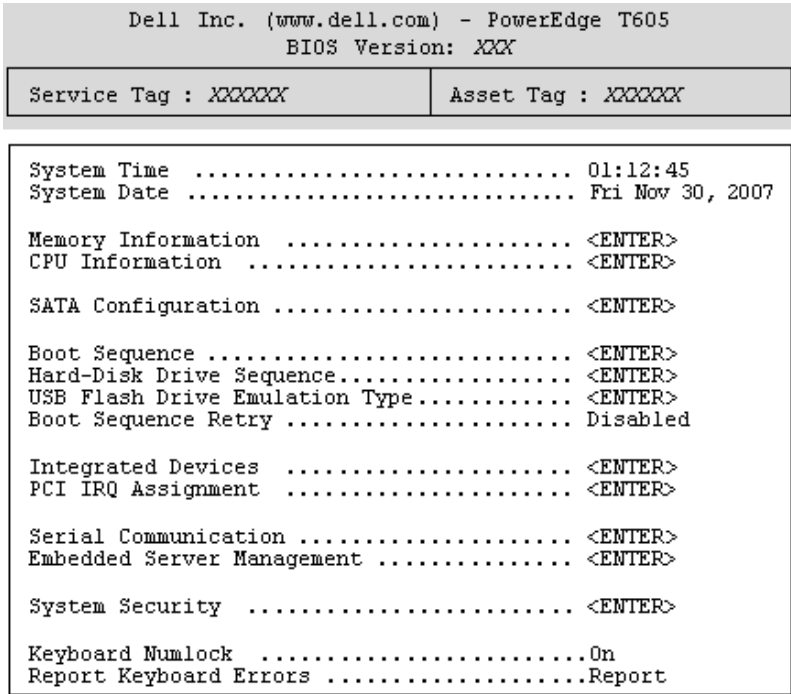 Dell Inc. (www.dell.com) - PowerEdge T605
BIOS Version: XXX
Service Tag : XXXXXX Asset Tag : XXXXXX
System Time ............................. 01:12:45
System Date .............................. Fri Nov 30, 2007
Memory Information ...................... <ENTER>
CPU Information ......................... <ENTER>
SATA Configuration ....................... <ENTER>
Boot Sequence ............................ <ENTER>
Hard-Disk Drive Sequence.................. <ENTER>
USB Flash Drive Emulation Type............ <ENTER>
Boot Sequence Retry ...................... Disabled
Integrated Devices ...................... <ENTER>
PCI IRQ Assignment ...................... <ENTER>
Serial Communication ..................... <ENTER>
Embedded Server Management ............... <ENTER>
System Security ......................... <ENTER>
Keyboard Numlock .........................On
Report Keyboard Errors ....................Report